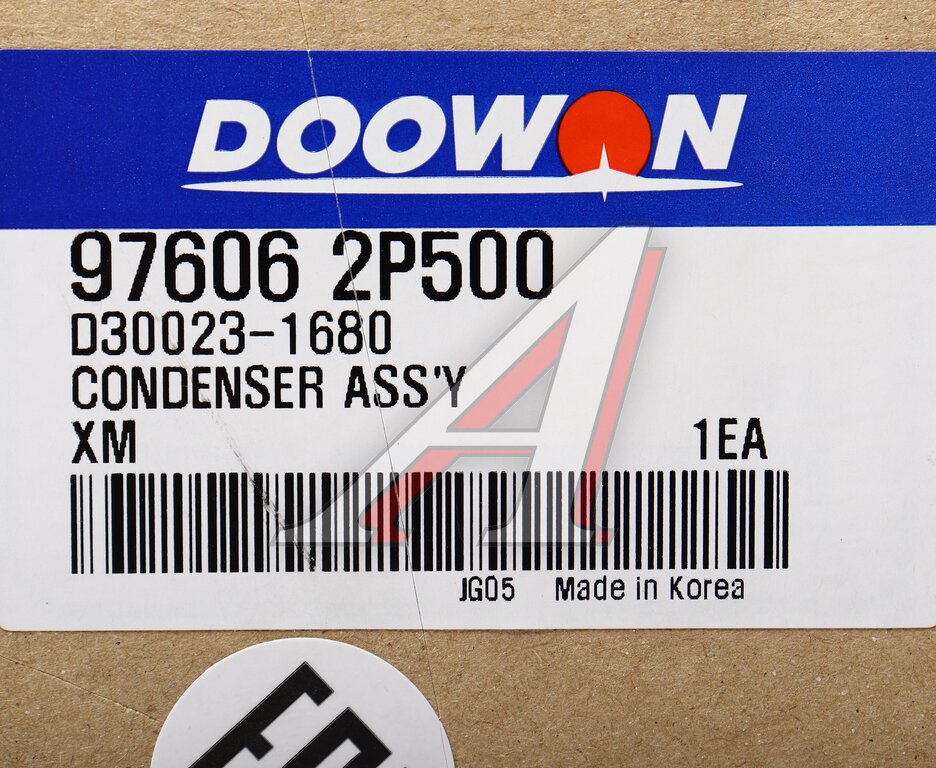 DOOWON
97606 2P500
D30023-1680
CONDENSER ASS'Y
XM 1EA
JG05 Made in Korea